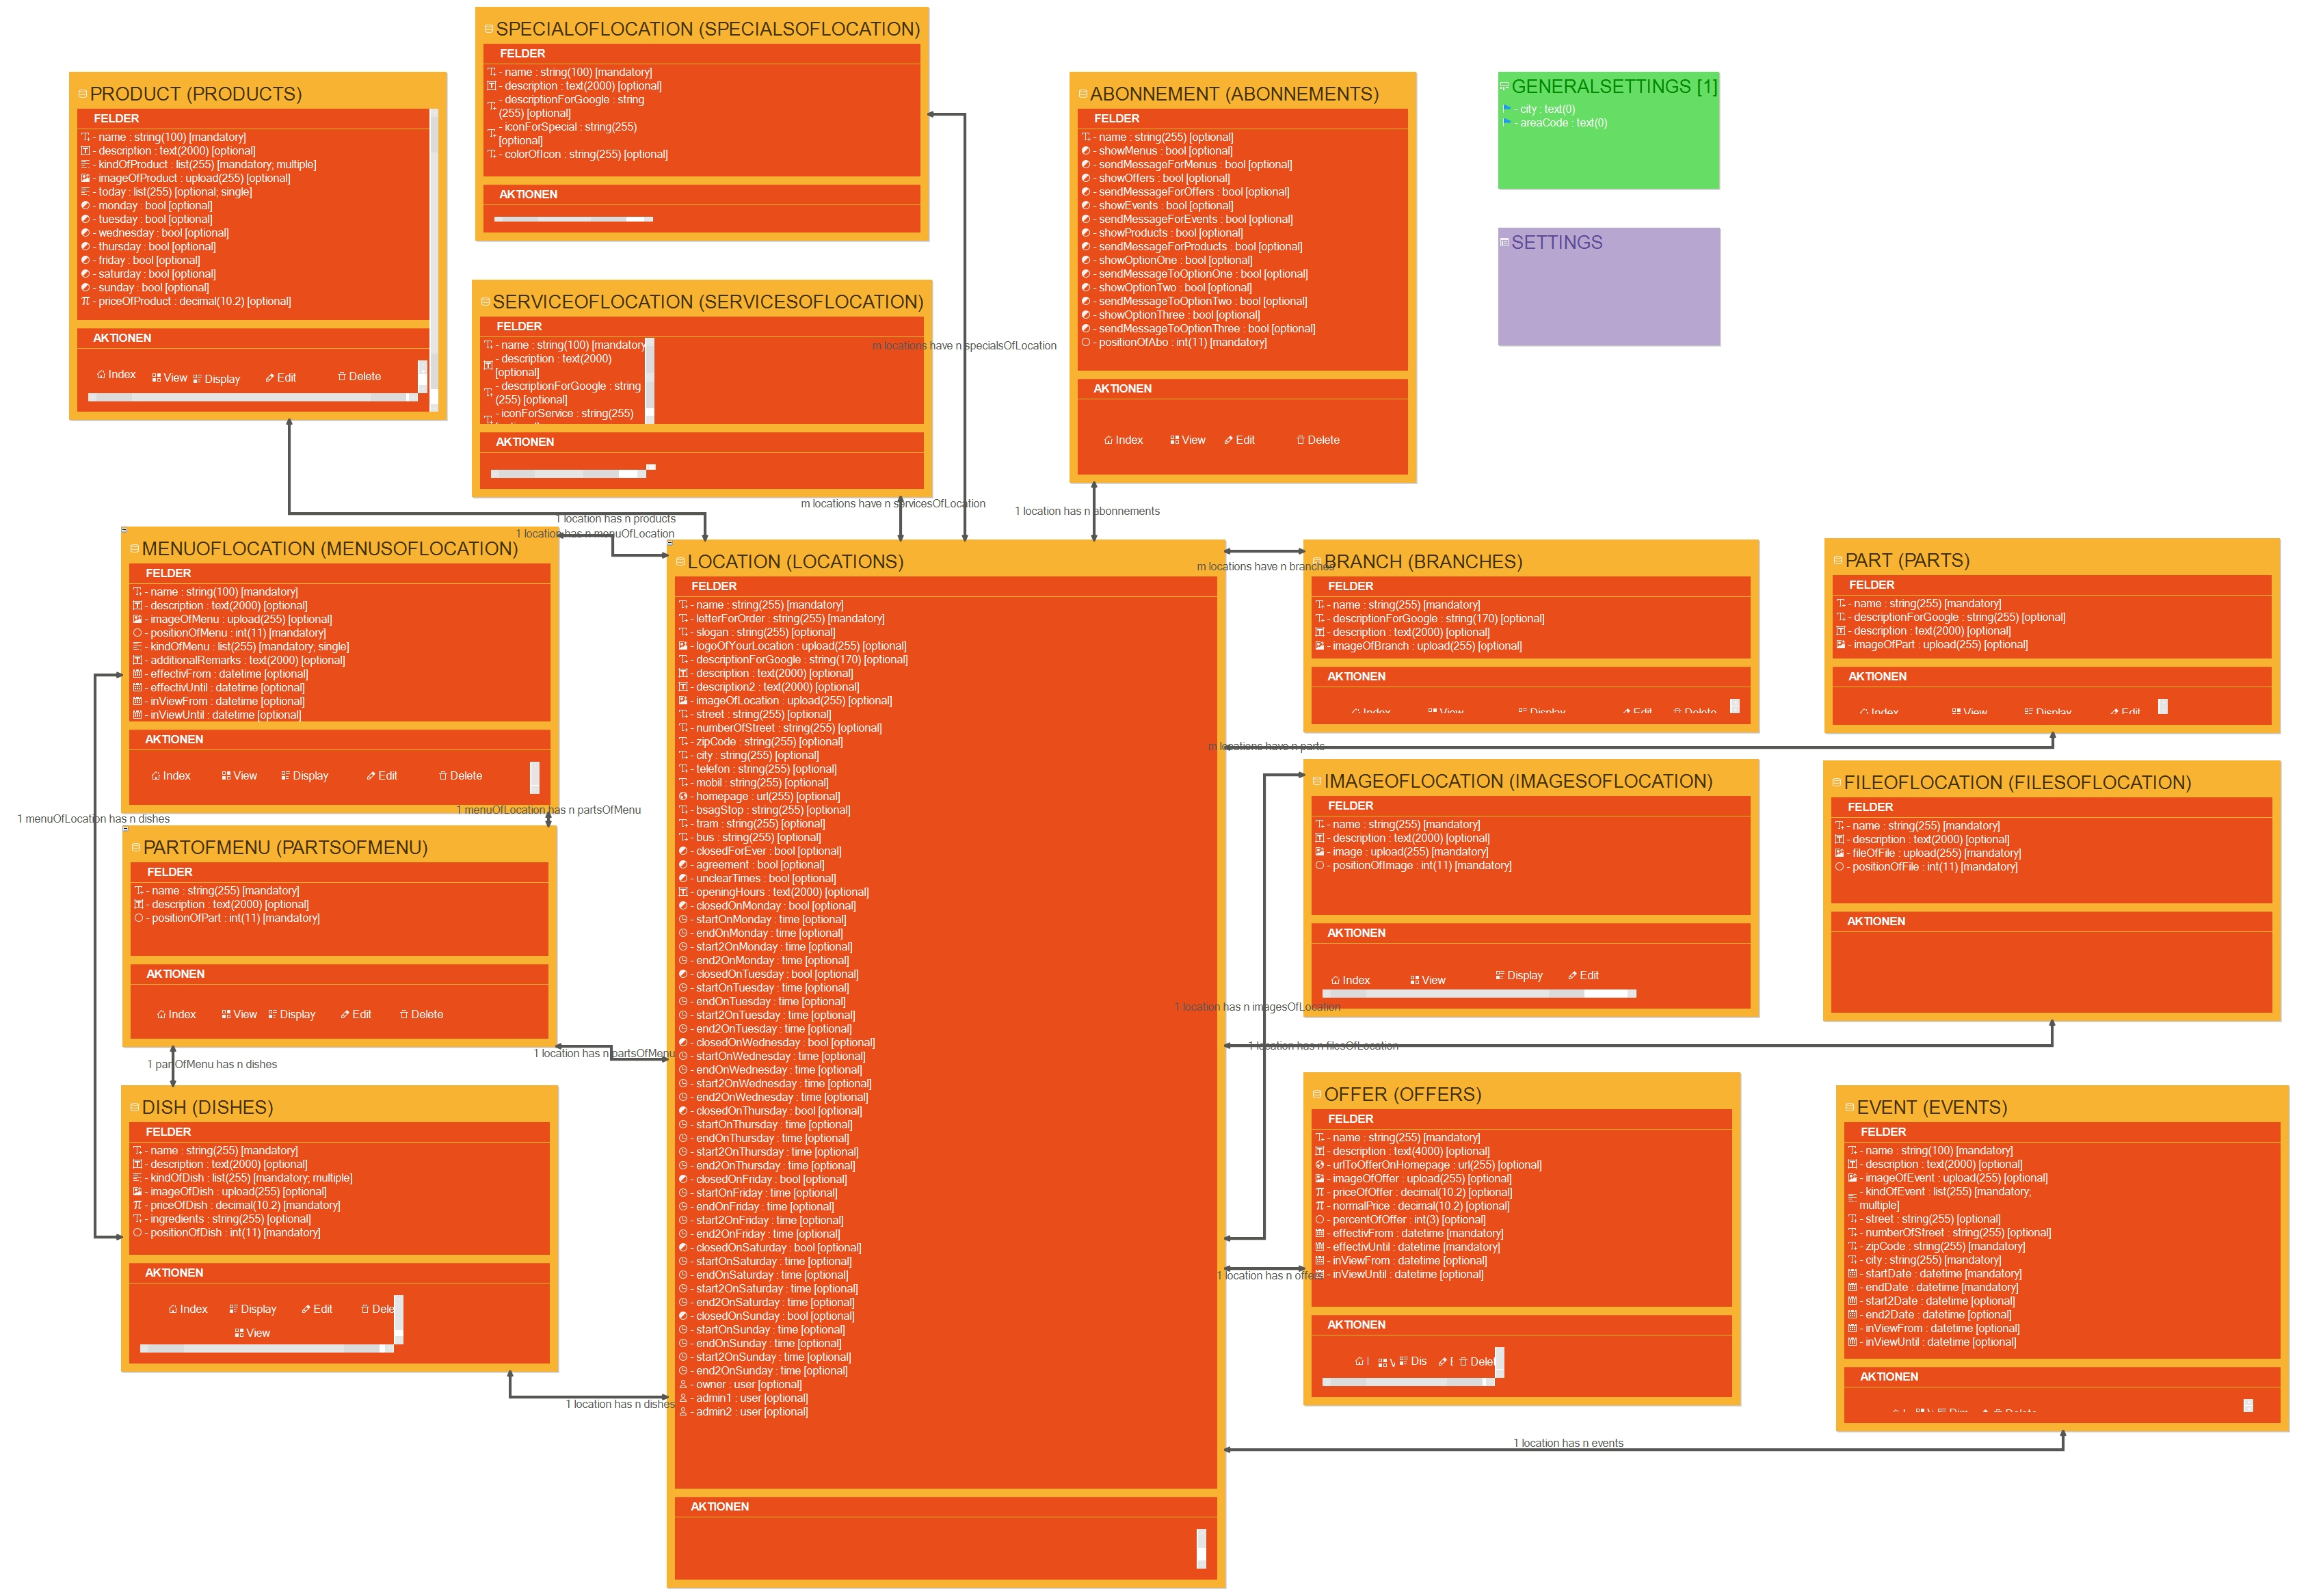 SPECIALOFLOCATION (SPECIALSOFLOCATION)
FELDER
- name : string(100) [mandatory]
- description : text(2000) [optional]
- descriptionForGoogle : string
(255) [optional]
- iconForSpecial : string(255)
[optional]
- colorOfIcon : string(255) [optional]
AKTIONEN
PRODUCT (PRODUCTS)
FELDER
- name : string(100) [mandatory]
- description : text(2000) [optional]
- kindOfProduct : list(255) [mandatory; multiple]
- imageOfProduct : upload(255) [optional]
- today : list(255) [optional; single]
- monday : bool [optional]
- tuesday : bool [optional]
- wednesday : bool [optional]
- thursday : bool [optional]
- friday : bool [optional]
- saturday : bool [optional]
- sunday : bool [optional]
- priceOfProduct : decimal(10.2) [optional]
AKTIONEN
Index View Display Edit Delete
SERVICEOFLOCATION (SERVICESOFLOCATION)
FELDER
- name : string(100) [mandatory
- description : text(2000)
[optional]
- descriptionForGoogle : string
(255) [optional]
- iconForService : string(255)
AKTIONEN
ABONNEMENT (ABONNEMENTS)
FELDER
- name : string(255) [optional]
- showMenus : bool [optional]
- sendMessageForMenus : bool [optional]
- showOffers : bool [optional]
- sendMessageForOffers : bool [optional]
- showEvents : bool [optional]
- sendMessageForEvents : bool [optional]
- showProducts : bool [optional]
- sendMessageForProducts : bool [optional]
- showOptionOne : bool [optional]
- sendMessageToOptionOne : bool [optional]
- showOptionTwo : bool [optional]
- sendMessageToOptionTwo : bool [optional]
- showOptionThree : bool [optional]
- sendMessageToOptionThree : bool [optional]
- positionOfAbo : int(11) [mandatory]
AKTIONEN
Index View Edit Delete
GENERALSETTINGS [1]
- city : text(0)
- areaCode : text(0)
SETTINGS
m locations have n specialsOfLocation
m locations have n servicesOfLocation
1 location has n abonnements
1 location has n products
1 location has n menuOfLocation
MENUOFLOCATION (MENUSOFLOCATION)
FELDER
- name : string(100) [mandatory]
- description : text(2000) [optional]
- imageOfMenu : upload(255) [optional]
- positionOfMenu : int(11) [mandatory]
- kindOfMenu : list(255) [mandatory; single]
- additionalRemarks : text(2000) [optional]
- effectivFrom : datetime [optional]
- effectivUntil : datetime [optional]
- inViewFrom : datetime [optional]
- inViewUntil : datetime [optional]
AKTIONEN
Index View Display Edit Delete
1 menuOfLocation has n partsOfMenu
1 menuOfLocation has n dishes
PARTOFMENU (PARTSOFMENU)
FELDER
- name : string(255) [mandatory]
- description : text(2000) [optional]
- positionOfPart : int(11) [mandatory]
AKTIONEN
Index View Display Edit Delete
1 location has n partsOfMenu
1 partOfMenu has n dishes
DISH (DISHES)
FELDER
- name : string(255) [mandatory]
- description : text(2000) [optional]
- kindOfDish : list(255) [mandatory; multiple]
- imageOfDish : upload(255) [optional]
- priceOfDish : decimal(10.2) [mandatory]
- ingredients : string(255) [optional]
- positionOfDish : int(11) [mandatory]
AKTIONEN
Index Display Edit Dele
View
1 location has n dishes
LOCATION (LOCATIONS)
FELDER
- name : string(255) [mandatory]
- letterForOrder : string(255) [mandatory]
- slogan : string(255) [optional]
- logoOfYourLocation : upload(255) [optional]
- descriptionForGoogle : string(170) [optional]
- description : text(2000) [optional]
- description2 : text(2000) [optional]
- imageOfLocation : upload(255) [optional]
- street : string(255) [optional]
- numberOfStreet : string(255) [optional]
- zipCode : string(255) [optional]
- city : string(255) [optional]
- telefon : string(255) [optional]
- mobil : string(255) [optional]
- homepage : url(255) [optional]
- bsagStop : string(255) [optional]
- tram : string(255) [optional]
- bus : string(255) [optional]
- closedForEver : bool [optional]
- agreement : bool [optional]
- unclearTimes : bool [optional]
- openingHours : text(2000) [optional]
- closedOnMonday : bool [optional]
- startOnMonday : time [optional]
- endOnMonday : time [optional]
- start2OnMonday : time [optional]
- end2OnMonday : time [optional]
- closedOnTuesday : bool [optional]
- startOnTuesday : time [optional]
- endOnTuesday : time [optional]
- start2OnTuesday : time [optional]
- end2OnTuesday : time [optional]
- closedOnWednesday : bool [optional]
- startOnWednesday : time [optional]
- endOnWednesday : time [optional]
- start2OnWednesday : time [optional]
- end2OnWednesday : time [optional]
- closedOnThursday : bool [optional]
- startOnThursday : time [optional]
- endOnThursday : time [optional]
- start2OnThursday : time [optional]
- end2OnThursday : time [optional]
- closedOnFriday : bool [optional]
- startOnFriday : time [optional]
- endOnFriday : time [optional]
- start2OnFriday : time [optional]
- end2OnFriday : time [optional]
- closedOnSaturday : bool [optional]
- startOnSaturday : time [optional]
- endOnSaturday : time [optional]
- start2OnSaturday : time [optional]
- end2OnSaturday : time [optional]
- closedOnSunday : bool [optional]
- startOnSunday : time [optional]
- endOnSunday : time [optional]
- start2OnSunday : time [optional]
- end2OnSunday : time [optional]
- owner : user [optional]
- admin1 : user [optional]
- admin2 : user [optional]
AKTIONEN
BRANCH (BRANCHES)
m locations have n branches
FELDER
- name : string(255) [mandatory]
- descriptionForGoogle : string(170) [optional]
- description : text(2000) [optional]
- imageOfBranch : upload(255) [optional]
AKTIONEN
Index View Display Edit Delete
PART (PARTS)
FELDER
- name : string(255) [mandatory]
- descriptionForGoogle : string(255) [optional]
- description : text(2000) [optional]
- imageOfPart : upload(255) [optional]
AKTIONEN
Index View Display Edit
m locations have n parts
IMAGEOFLOCATION (IMAGESOFLOCATION)
FELDER
- name : string(255) [mandatory]
- description : text(2000) [optional]
- image : upload(255) [mandatory]
- positionOfImage : int(11) [mandatory]
AKTIONEN
Index View Display Edit
1 location has n imagesOfLocation
FILEOFLOCATION (FILESOFLOCATION)
FELDER
- name : string(255) [mandatory]
- description : text(2000) [optional]
- fileOfFile : upload(255) [mandatory]
- positionOfFile : int(11) [mandatory]
AKTIONEN
1 location has n filesOfLocation
OFFER (OFFERS)
FELDER
- name : string(255) [mandatory]
- description : text(4000) [optional]
- urlToOfferOnHomepage : url(255) [optional]
- imageOfOffer : upload(255) [optional]
- priceOfOffer : decimal(10.2) [optional]
- normalPrice : decimal(10.2) [optional]
- percentOfOffer : int(3) [optional]
- effectivFrom : datetime [mandatory]
- effectivUntil : datetime [mandatory]
- inViewFrom : datetime [optional]
- inViewUntil : datetime [optional]
1 location has n offers
AKTIONEN
Dis Delet
EVENT (EVENTS)
FELDER
- name : string(100) [mandatory]
- description : text(2000) [optional]
- imageOfEvent : upload(255) [optional]
- kindOfEvent : list(255) [mandatory;
multiple]
- street : string(255) [optional]
- numberOfStreet : string(255) [optional]
- zipCode : string(255) [mandatory]
- city : string(255) [mandatory]
- startDate : datetime [mandatory]
- endDate : datetime [mandatory]
- start2Date : datetime [optional]
- end2Date : datetime [optional]
- inViewFrom : datetime [optional]
- inViewUntil : datetime [optional]
AKTIONEN
1 location has n events